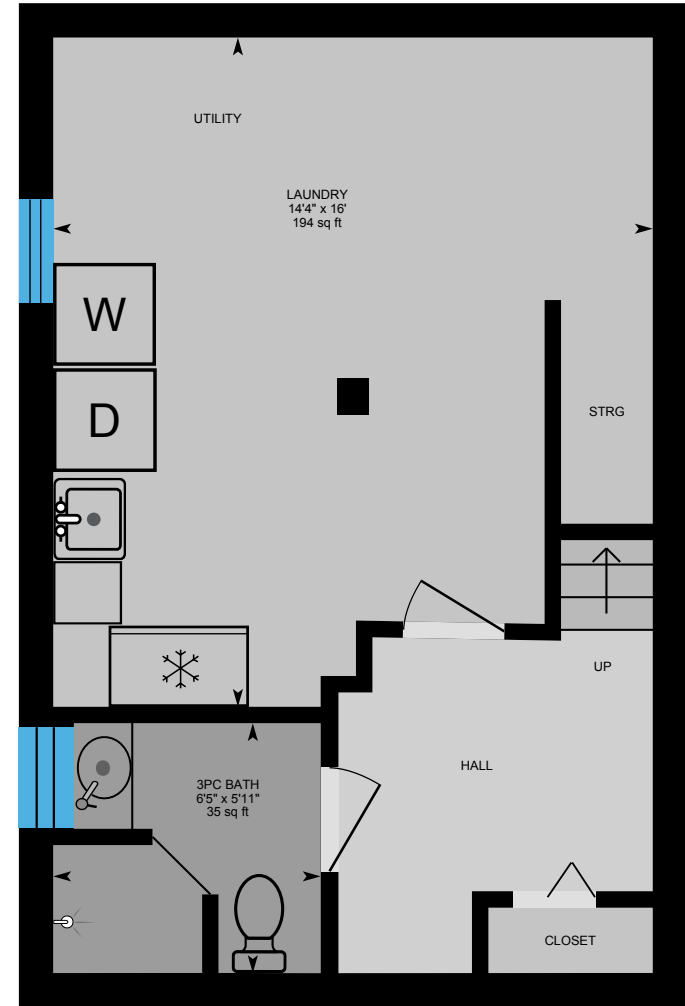 UTILITY
LAUNDRY
14'4" x 16'
194 sq ft
W
D
STRG
UP
HALL
3PC BATH
6'5" x 5'11"
35 sq ft
CLOSET